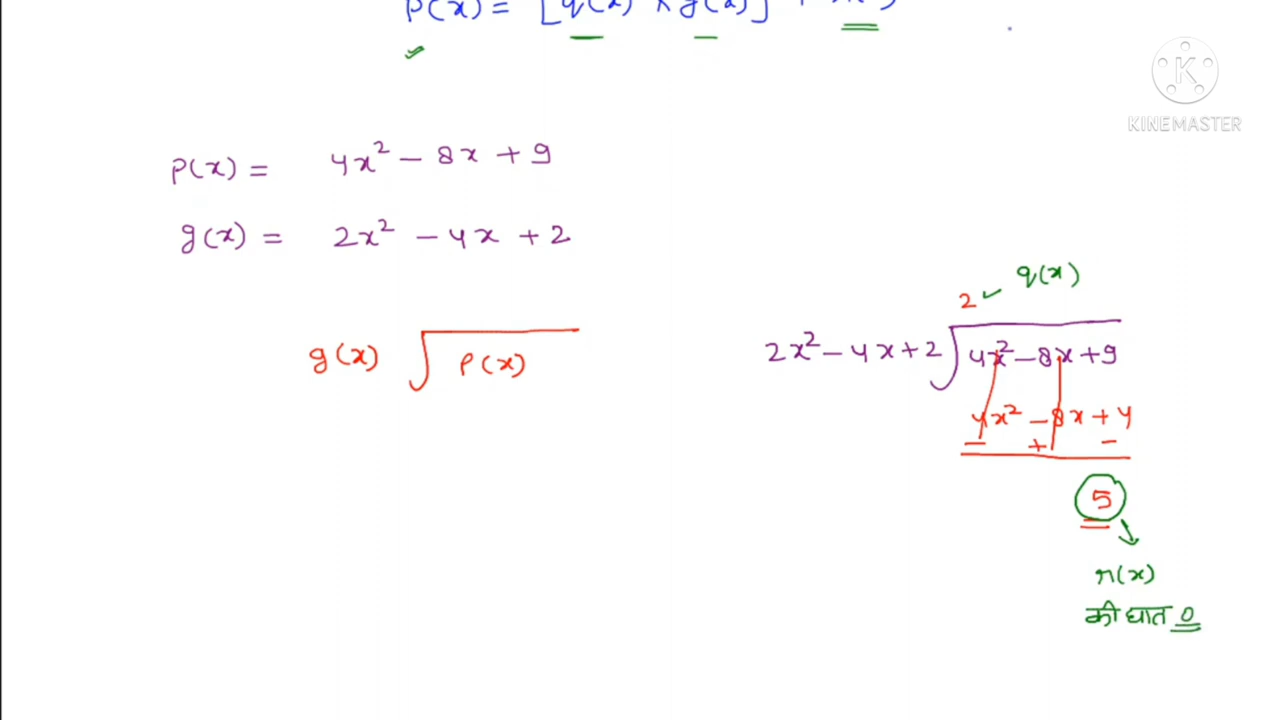 P(x) = [q(x) × g(x)] +
KINEMASTER
P(x) = 4x² − 8x + 9
g(x) = 2x² − 4x + 2
q(x)
2
2x² − 4x + 2 √ 4x² − 8x + 9
g(x) √ P(x)
4x² − 8x + 4
− + −
5
r(x)
की घात 0